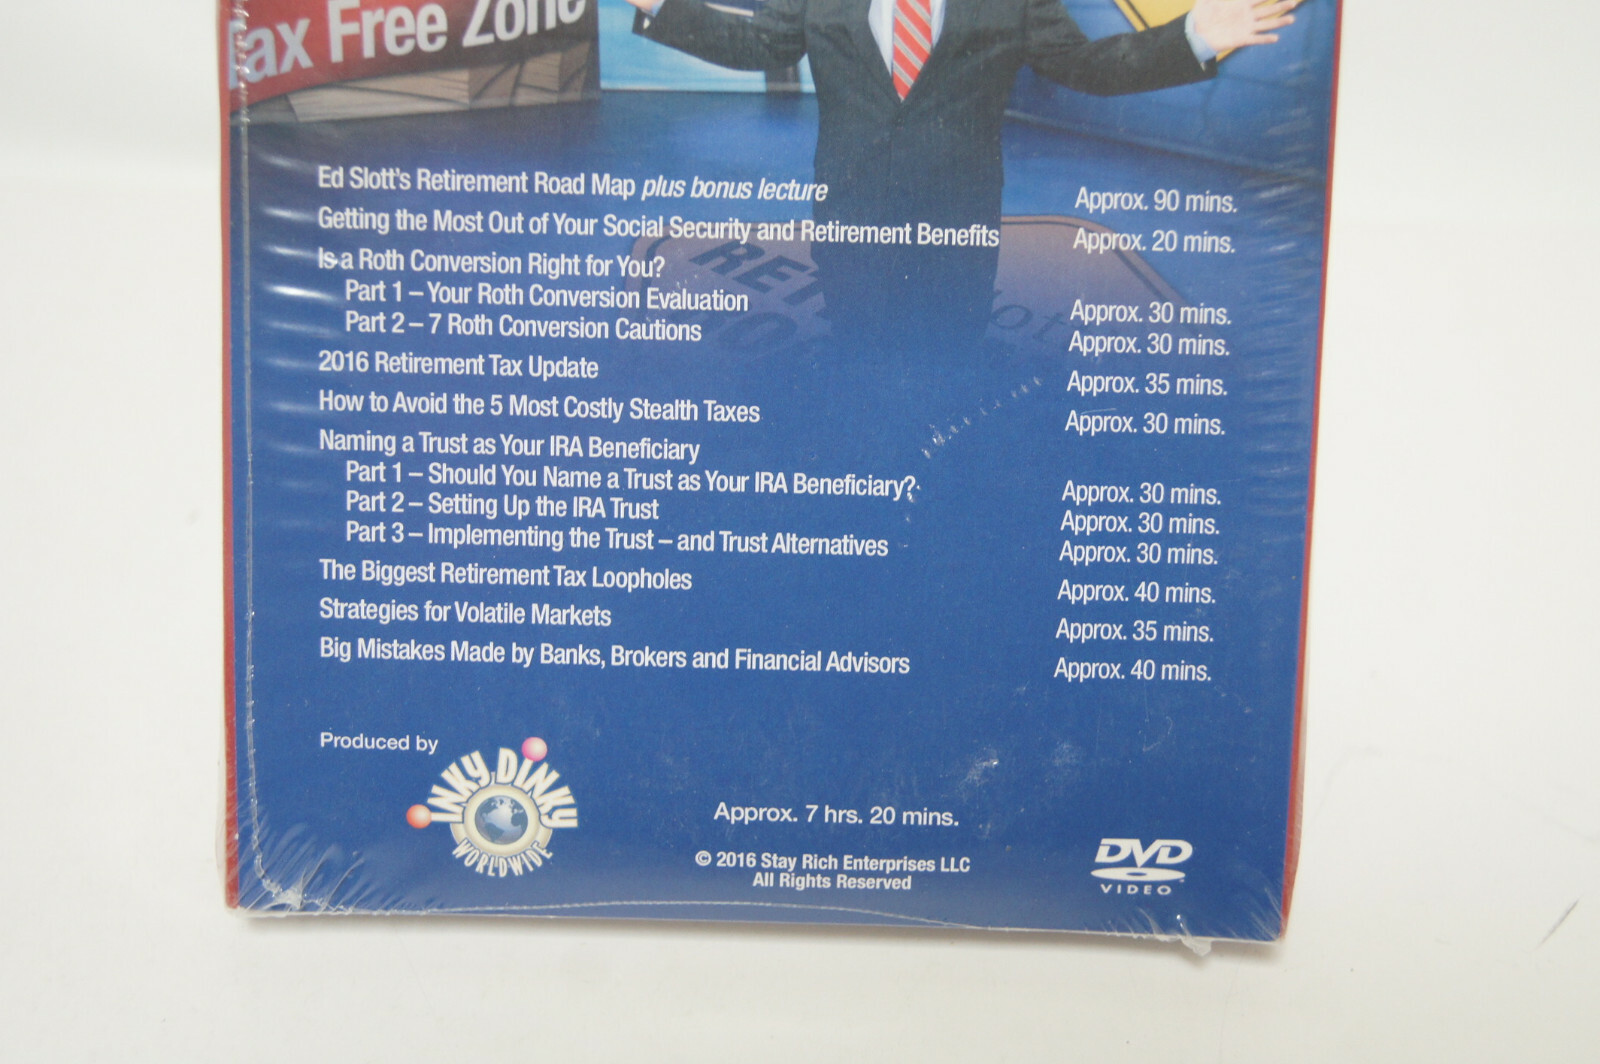 Tax Free Zone
Ed Slott's Retirement Road Map plus bonus lecture Approx. 90 mins.
Getting the Most Out of Your Social Security and Retirement Benefits Approx. 20 mins.
Is a Roth Conversion Right for You?
Part 1 – Your Roth Conversion Evaluation Approx. 30 mins.
Part 2 – 7 Roth Conversion Cautions Approx. 30 mins.
2016 Retirement Tax Update Approx. 35 mins.
How to Avoid the 5 Most Costly Stealth Taxes Approx. 30 mins.
Naming a Trust as Your IRA Beneficiary
Part 1 – Should You Name a Trust as Your IRA Beneficiary? Approx. 30 mins.
Part 2 – Setting Up the IRA Trust Approx. 30 mins.
Part 3 – Implementing the Trust – and Trust Alternatives Approx. 30 mins.
The Biggest Retirement Tax Loopholes Approx. 40 mins.
Strategies for Volatile Markets Approx. 35 mins.
Big Mistakes Made by Banks, Brokers and Financial Advisors Approx. 40 mins.
Produced by
INKY DINKY
WORLDWIDE
Approx. 7 hrs. 20 mins.
© 2016 Stay Rich Enterprises LLC
All Rights Reserved
DVD
VIDEO